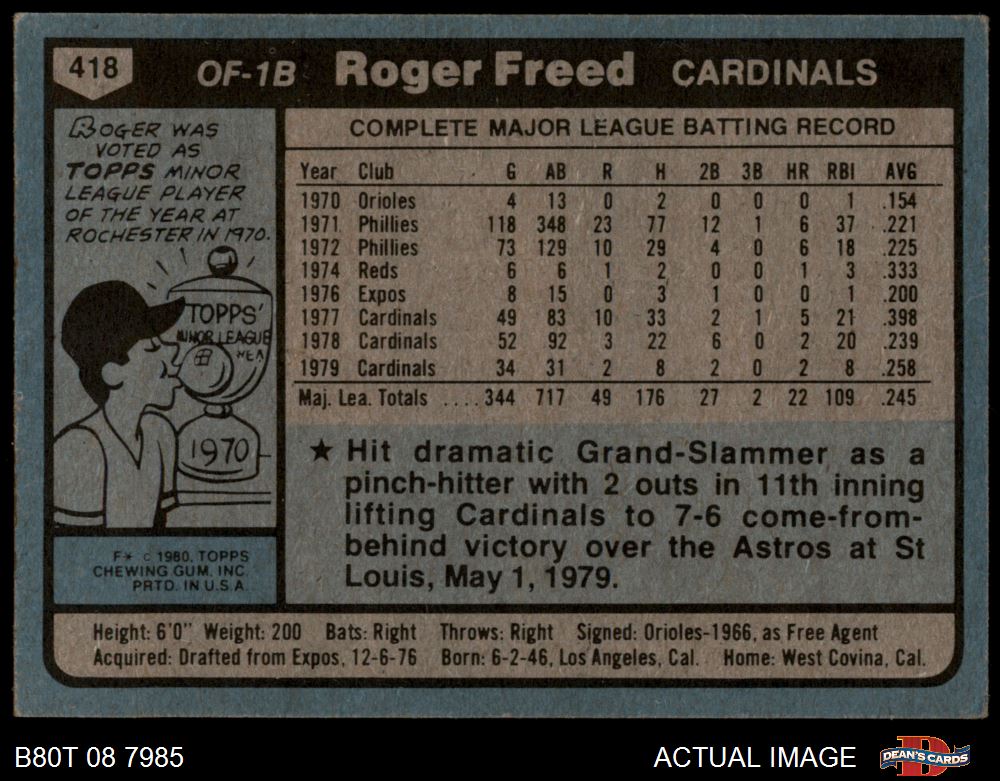 418 OF-1B Roger Freed CARDINALS
ROGER WAS
VOTED AS
TOPPS MINOR
LEAGUE PLAYER
OF THE YEAR AT
ROCHESTER IN 1970.
TOPPS'
MINOR LEAGUE
1970
F* © 1980, TOPPS
CHEWING GUM, INC.
PRTD. IN U.S.A.
COMPLETE MAJOR LEAGUE BATTING RECORD
Year Club G AB R H 2B 3B HR RBI AVG
1970 Orioles 4 13 0 2 0 0 0 1 .154
1971 Phillies 118 348 23 77 12 1 6 37 .221
1972 Phillies 73 129 10 29 4 0 6 18 .225
1974 Reds 6 6 1 2 0 0 1 3 .333
1976 Expos 8 15 0 3 1 0 0 1 .200
1977 Cardinals 49 83 10 33 2 1 5 21 .398
1978 Cardinals 52 92 3 22 6 0 2 20 .239
1979 Cardinals 34 31 2 8 2 0 2 8 .258
Maj. Lea. Totals ....344 717 49 176 27 2 22 109 .245
★ Hit dramatic Grand-Slammer as a
pinch-hitter with 2 outs in 11th inning
lifting Cardinals to 7-6 come-from-
behind victory over the Astros at St
Louis, May 1, 1979.
Height: 6'0" Weight: 200 Bats: Right Throws: Right Signed: Orioles-1966, as Free Agent
Acquired: Drafted from Expos, 12-6-76 Born: 6-2-46, Los Angeles, Cal. Home: West Covina, Cal.
B80T 08 7985 ACTUAL IMAGE DEAN'S CARDS